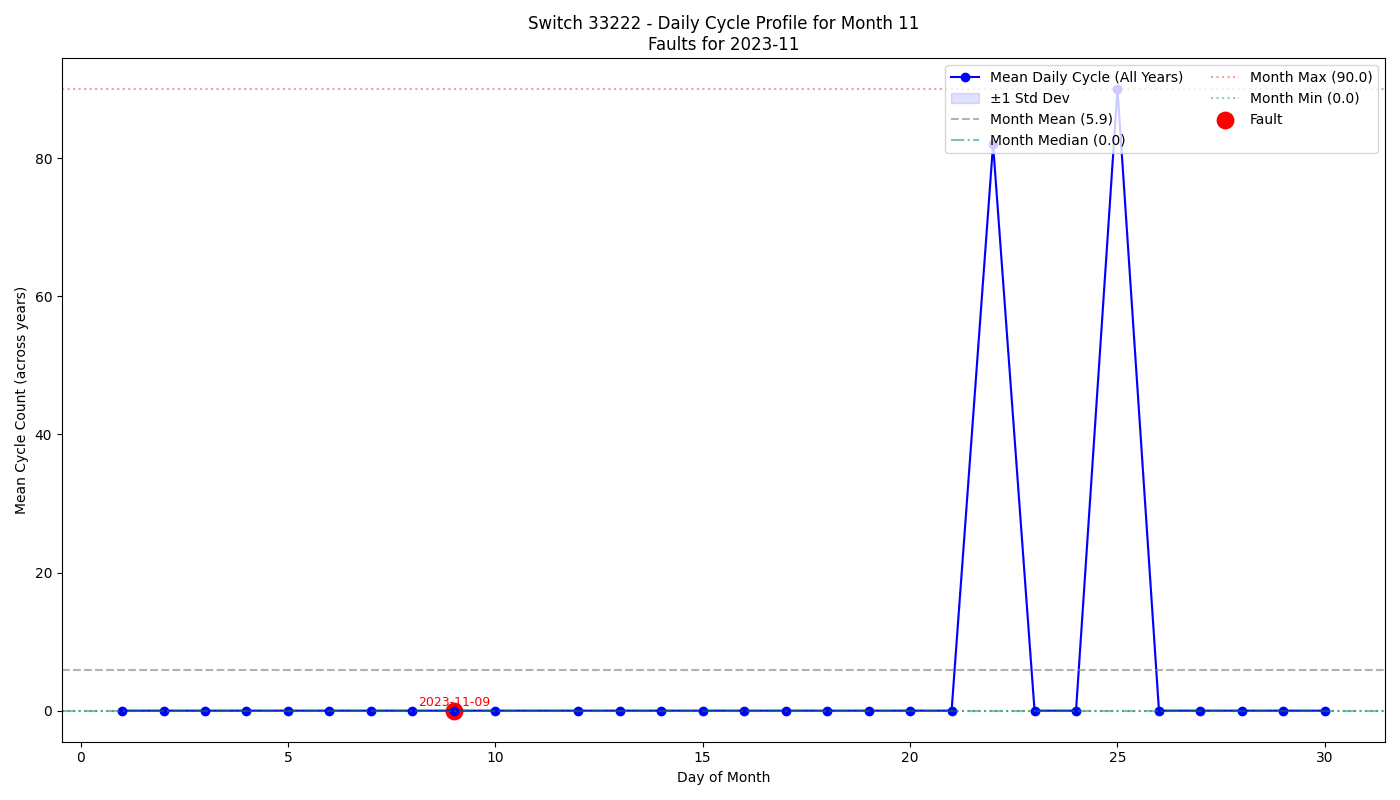 Switch 33222 - Daily Cycle Profile for Month 11
Faults for 2023-11
Mean Daily Cycle (All Years)
±1 Std Dev
Month Mean (5.9)
Month Median (0.0)
Month Max (90.0)
Month Min (0.0)
Fault
Mean Cycle Count (across years)
80
60
40
20
0
2023-11-09
0 5 10 15 20 25 30
Day of Month